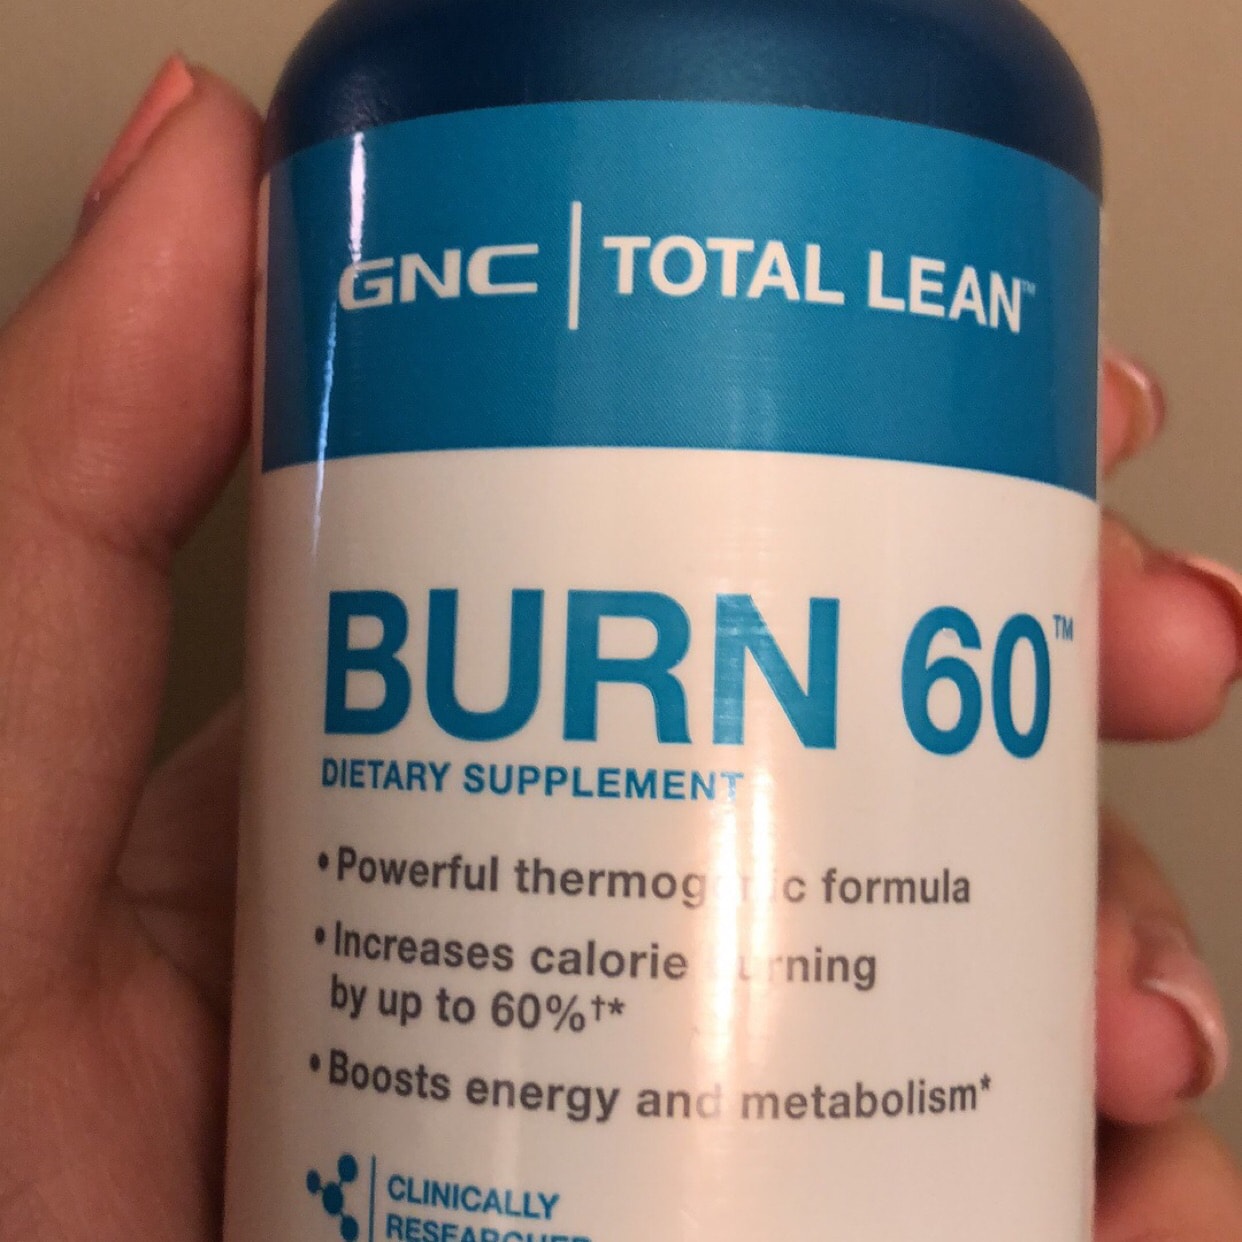 GNC | TOTAL LEAN™
BURN 60™
DIETARY SUPPLEMENT
• Powerful formula
• Increases calorie
by up to 60%†*
• Boosts energy and metabolism*
CLINICALLY